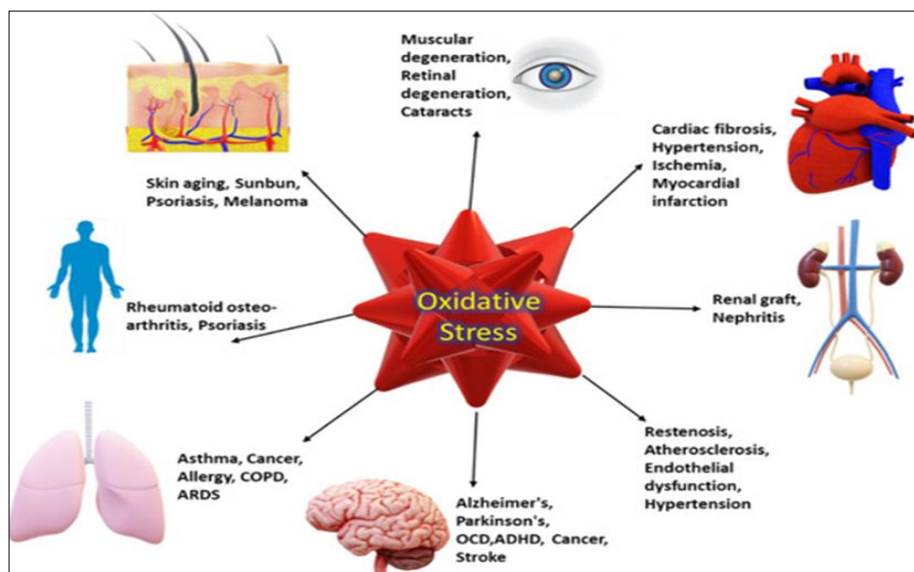 Muscular
degeneration,
Retinal
degeneration,
Cataracts
Cardiac fibrosis,
Hypertension,
Ischemia,
Myocardial
infarction
Skin aging, Sunbun,
Psoriasis, Melanoma
Oxidative
Stress
Renal graft,
Nephritis
Rheumatoid osteo-
arthritis, Psoriasis
Restenosis,
Atherosclerosis,
Endothelial
dysfunction,
Hypertension
Asthma, Cancer,
Allergy, COPD,
ARDS
Alzheimer's,
Parkinson's,
OCD,ADHD, Cancer,
Stroke